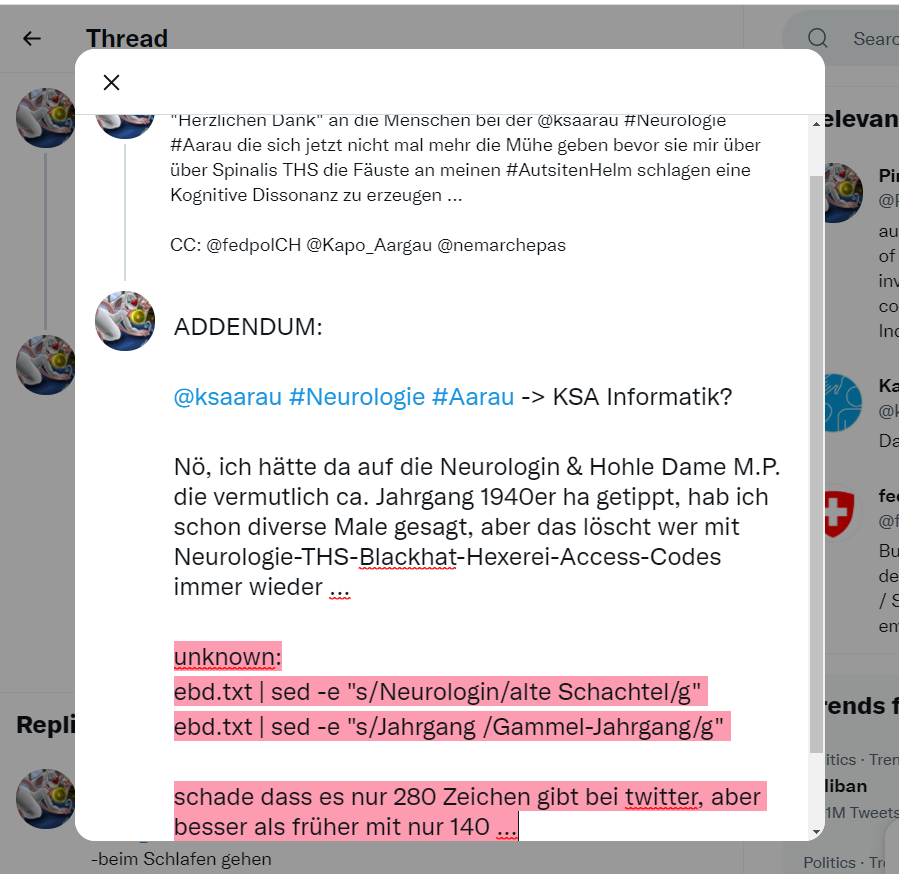 Thread
Searc
"Herzlichen Dank" an die Menschen bei der @ksaarau #Neurologie
#Aarau die sich jetzt nicht mal mehr die Mühe geben bevor sie mir über
über Spinalis THS die Fäuste an meinen #AutsitenHelm schlagen eine
Kognitive Dissonanz zu erzeugen ...
CC: @fedpolCH @Kapo_Aargau @nemarchepas
ADDENDUM:
@ksaarau #Neurologie #Aarau -> KSA Informatik?
Nö, ich hätte da auf die Neurologin & Hohle Dame M.P.
die vermutlich ca. Jahrgang 1940er ha getippt, hab ich
schon diverse Male gesagt, aber das löscht wer mit
Neurologie-THS-Blackhat-Hexerei-Access-Codes
immer wieder ...
unknown:
ebd.txt | sed -e "s/Neurologin/alte Schachtel/g"
ebd.txt | sed -e "s/Jahrgang /Gammel-Jahrgang/g"
schade dass es nur 280 Zeichen gibt bei twitter, aber
besser als früher mit nur 140 ...
-beim Schlafen gehen
Repli
elevan
Pi
@
au
of
inv
co
Inc
Ka
@k
Da
fe
@f
Bu
de
/ S
em
rends f
itics · Tren
liban
1M Tweets
Politics · Tre